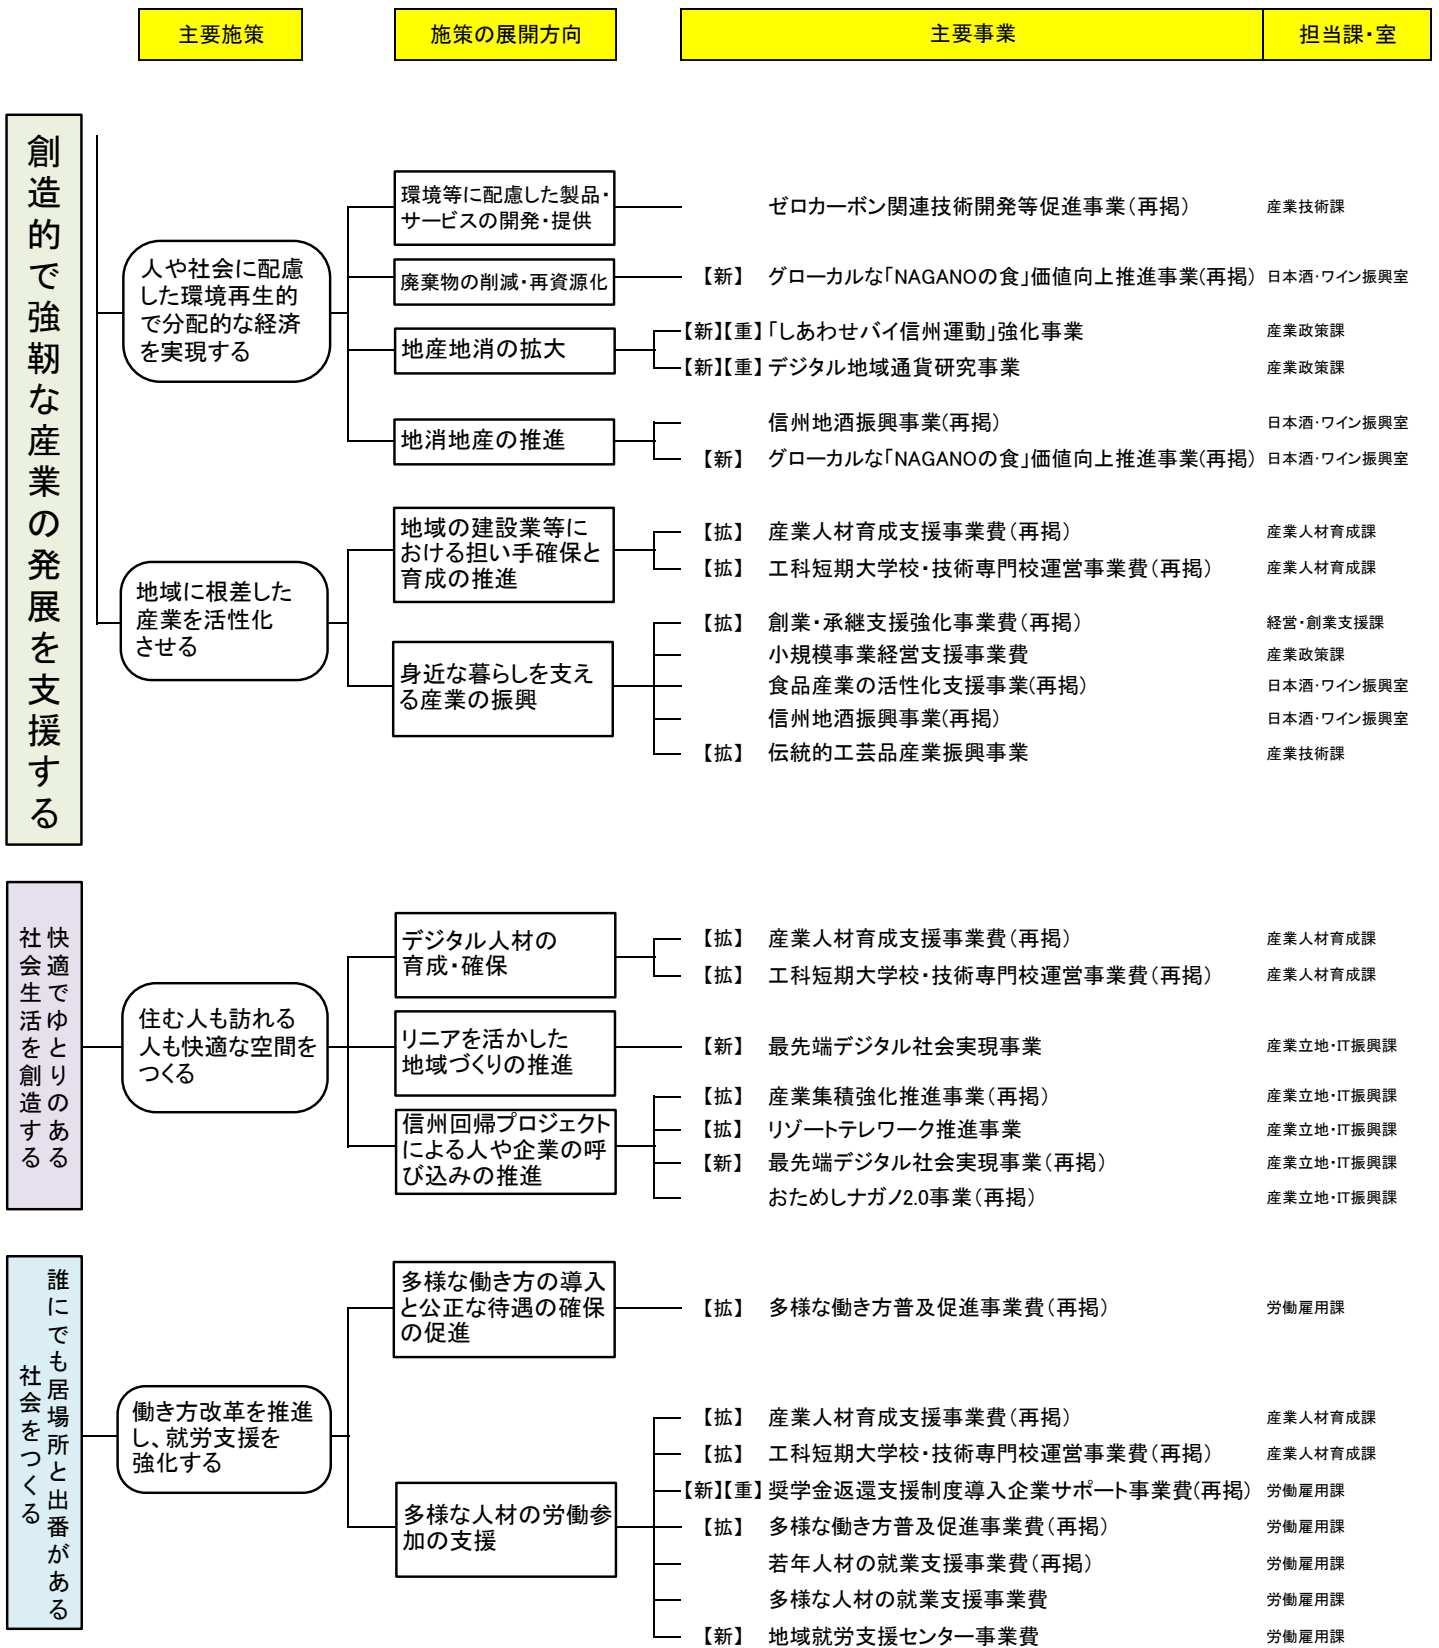 主要施策
施策の展開方向
主要事業
担当課・室
創造的で強靭な産業の発展を支援する
人や社会に配慮
した環境再生的
で分配的な経済
を実現する
環境等に配慮した製品・
サービスの開発・提供
ゼロカーボン関連技術開発等促進事業（再掲） 産業技術課
廃棄物の削減・再資源化
【新】 グローカルな「NAGANOの食」価値向上推進事業(再掲) 日本酒・ワイン振興室
地産地消の拡大
【新】【重】 「しあわせバイ信州運動」強化事業 産業政策課
【新】【重】 デジタル地域通貨研究事業 産業政策課
地消地産の推進
信州地酒振興事業(再掲） 日本酒・ワイン振興室
【新】 グローカルな「NAGANOの食」価値向上推進事業(再掲) 日本酒・ワイン振興室
地域に根差した
産業を活性化
させる
地域の建設業等に
おける担い手確保と
育成の推進
【拡】 産業人材育成支援事業費（再掲） 産業人材育成課
【拡】 工科短期大学校・技術専門校運営事業費（再掲） 産業人材育成課
身近な暮らしを支え
る産業の振興
【拡】 創業・承継支援強化事業費（再掲） 経営・創業支援課
小規模事業経営支援事業費 産業政策課
食品産業の活性化支援事業(再掲） 日本酒・ワイン振興室
信州地酒振興事業(再掲） 日本酒・ワイン振興室
【拡】 伝統的工芸品産業振興事業 産業技術課
快適でゆとりのある
社会生活を創造する
住む人も訪れる
人も快適な空間を
つくる
デジタル人材の
育成・確保
【拡】 産業人材育成支援事業費（再掲） 産業人材育成課
【拡】 工科短期大学校・技術専門校運営事業費（再掲） 産業人材育成課
リニアを活かした
地域づくりの推進
【新】 最先端デジタル社会実現事業 産業立地・IT振興課
信州回帰プロジェクト
による人や企業の呼
び込みの推進
【拡】 産業集積強化推進事業（再掲） 産業立地・IT振興課
【拡】 リゾートテレワーク推進事業 産業立地・IT振興課
【新】 最先端デジタル社会実現事業（再掲） 産業立地・IT振興課
おためしナガノ2.0事業（再掲） 産業立地・IT振興課
誰にでも居場所と出番がある
社会をつくる
働き方改革を推進
し、就労支援を
強化する
多様な働き方の導入
と公正な待遇の確保
の促進
【拡】 多様な働き方普及促進事業費（再掲） 労働雇用課
多様な人材の労働参
加の支援
【拡】 産業人材育成支援事業費（再掲） 産業人材育成課
【拡】 工科短期大学校・技術専門校運営事業費（再掲） 産業人材育成課
【新】【重】 奨学金返還支援制度導入企業サポート事業費(再掲) 労働雇用課
【拡】 多様な働き方普及促進事業費（再掲） 労働雇用課
若年人材の就業支援事業費（再掲） 労働雇用課
多様な人材の就業支援事業費 労働雇用課
【新】 地域就労支援センター事業費 労働雇用課